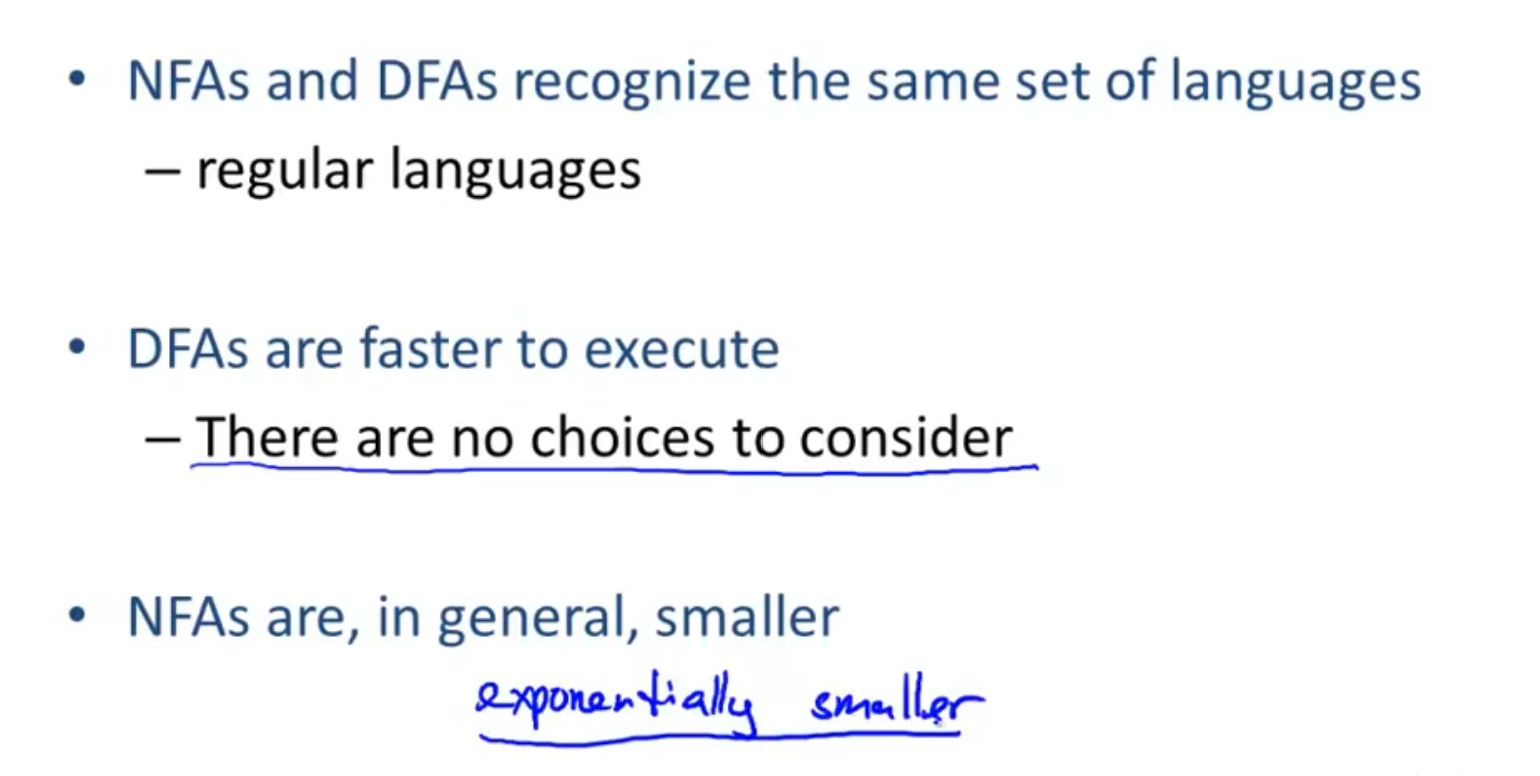 • NFAs and DFAs recognize the same set of languages
– regular languages
• DFAs are faster to execute
– There are no choices to consider
• NFAs are, in general, smaller
exponentially smaller